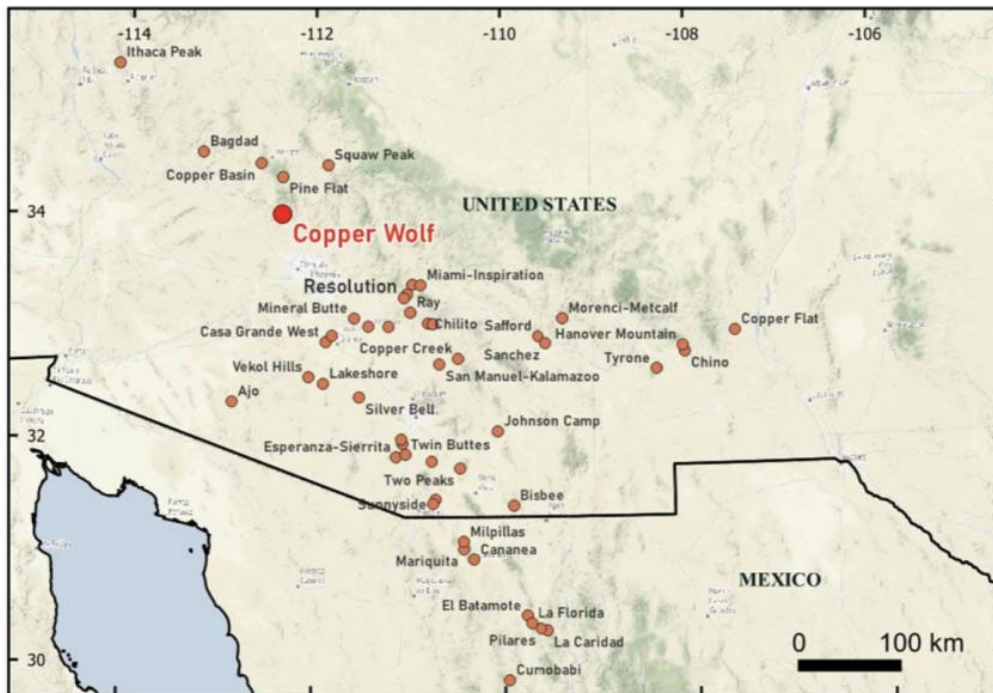 -114 -112 -110 -108 -106
Ithaca Peak
Bagdad
Squaw Peak
Copper Basin
Pine Flat
UNITED STATES
34
Copper Wolf
Miami-Inspiration
Resolution
Ray
Mineral Butte
Morenci-Metcalf
Chilito
Safford
Copper Flat
Casa Grande West
Hanover Mountain
Copper Creek
Sanchez
Tyrone
Chino
Vekol Hills
Lakeshore
San Manuel-Kalamazoo
Ajo
Silver Bell
Johnson Camp
32
Esperanza-Sierrita
Twin Buttes
Two Peaks
Sunnyside
Bisbee
Milpillas
Mariquita
Cananea
MEXICO
El Batamote
La Florida
Pilares
La Caridad
0 100 km
30
Cumobabi